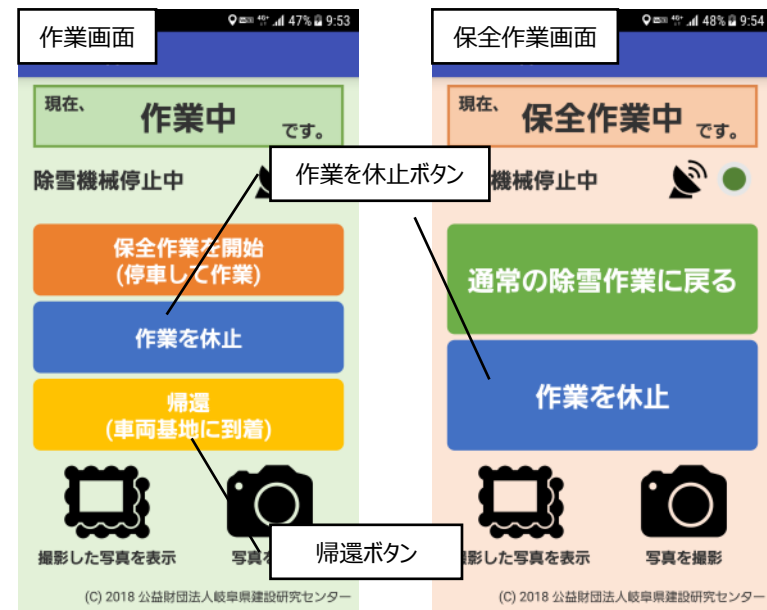 作業画面
47% 9:53
現在、
作業中
です。
除雪機械停止中
保全作業を開始
(停車して作業)
作業を休止
帰還
(車両基地に到着)
撮影した写真を表示
写真を
(C) 2018 公益財団法人岐阜県建設研究センター
作業を休止ボタン
帰還ボタン
保全作業画面
48% 9:54
現在、
保全作業中
です。
機械停止中
通常の除雪作業に戻る
作業を休止
影した写真を表示
写真を撮影
(C) 2018 公益財団法人岐阜県建設研究センター